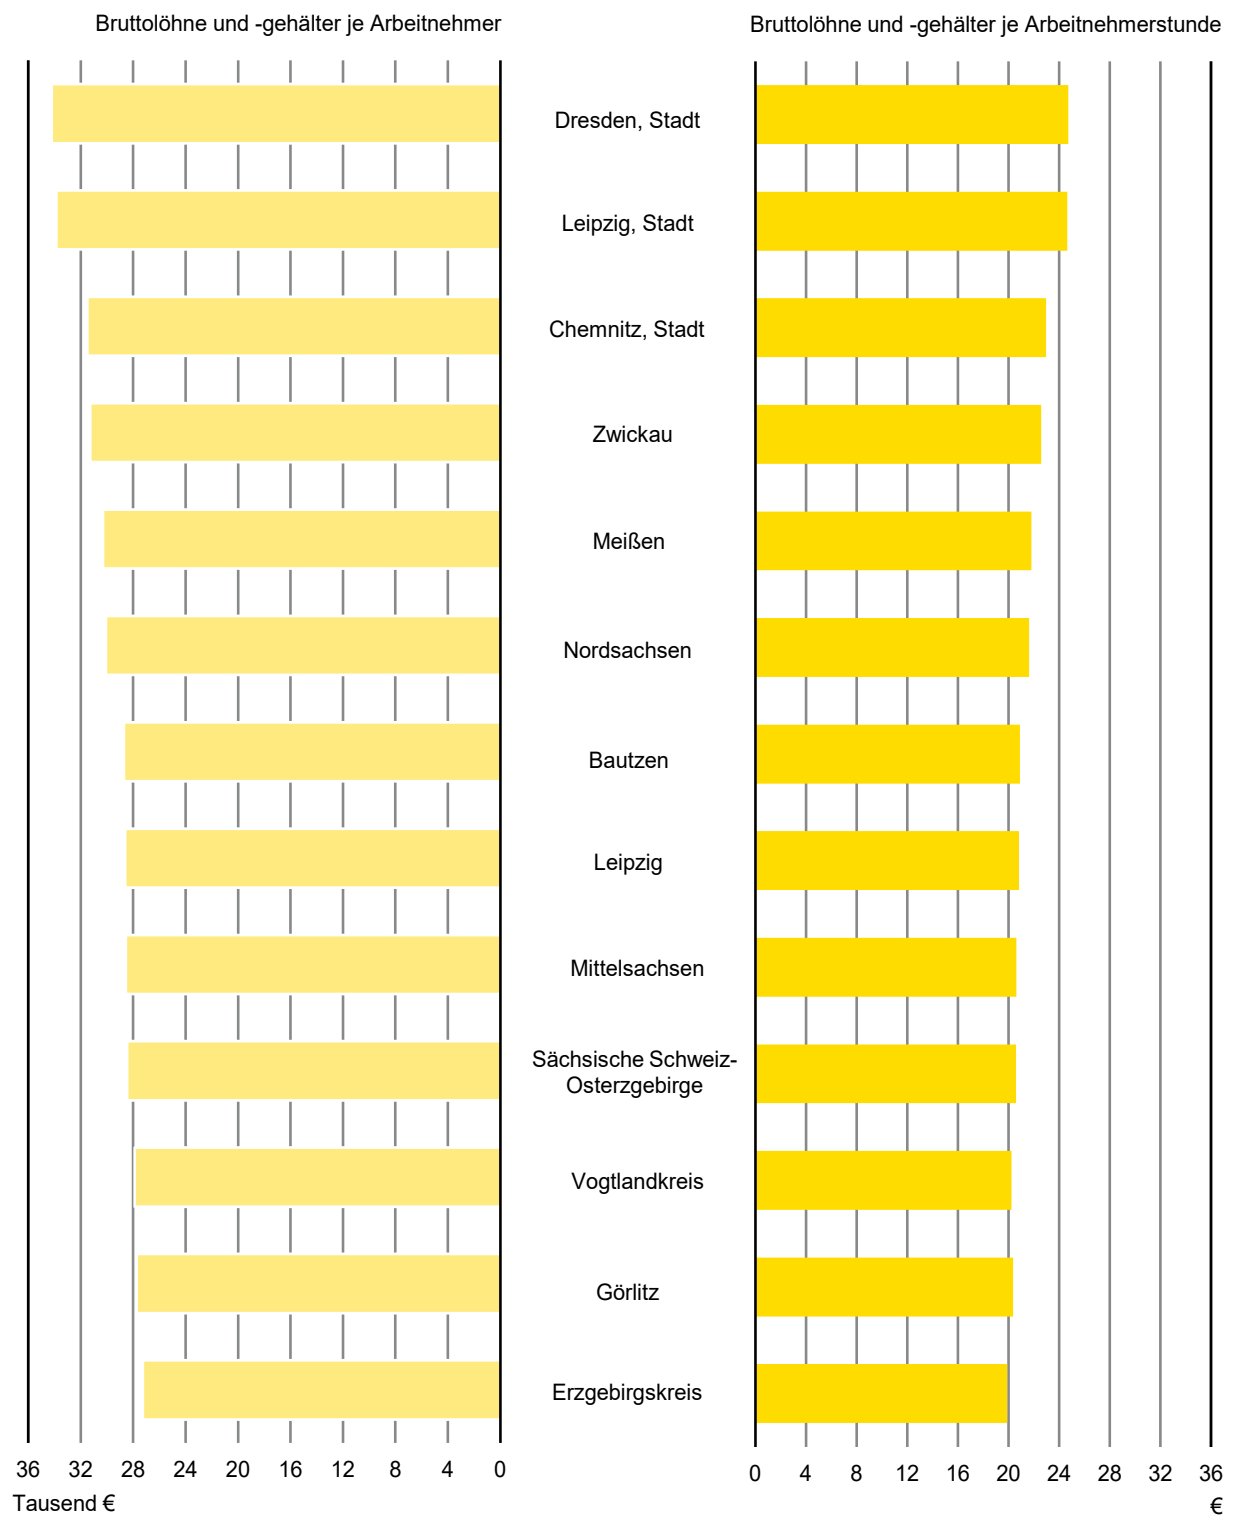 Bruttolöhne und -gehälter je Arbeitnehmer
Bruttolöhne und -gehälter je Arbeitnehmerstunde
Dresden, Stadt
Leipzig, Stadt
Chemnitz, Stadt
Zwickau
Meißen
Nordsachsen
Bautzen
Leipzig
Mittelsachsen
Sächsische Schweiz-
Osterzgebirge
Vogtlandkreis
Görlitz
Erzgebirgskreis
36 32 28 24 20 16 12 8 4 0
Tausend €
0 4 8 12 16 20 24 28 32 36
€